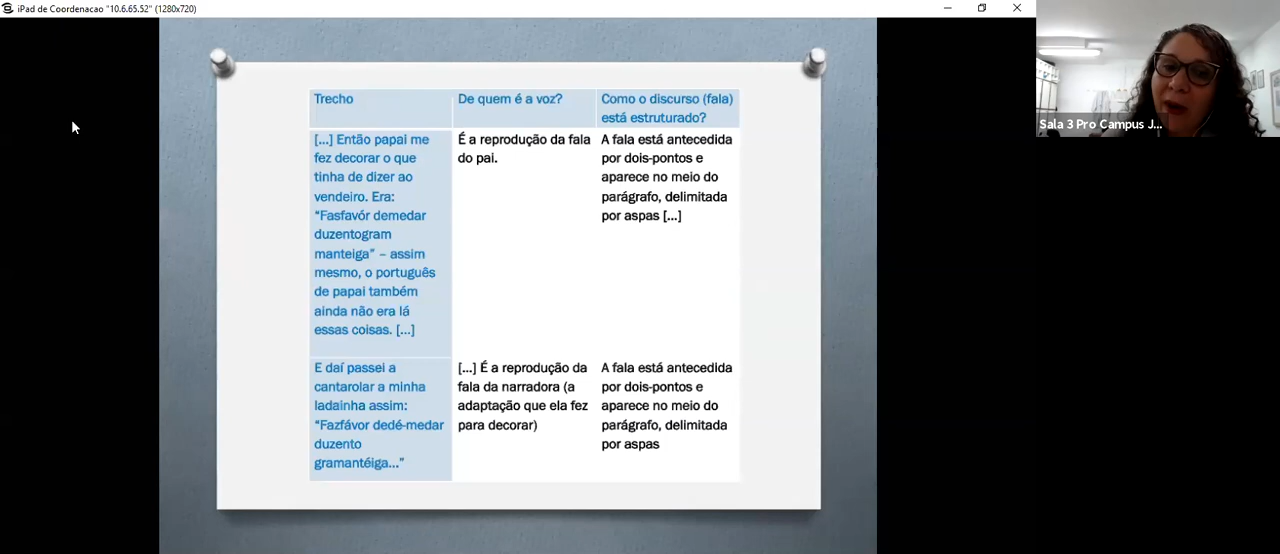 iPad de Coordenacao "10.6.65.52" (1280x720)
Sala 3 Pro Campus J...
Trecho
De quem é a voz?
Como o discurso (fala)
está estruturado?
[...] Então papai me
fez decorar o que
tinha de dizer ao
vendeiro. Era:
“Fasfavór demedar
duzentogram
manteiga” – assim
mesmo, o português
de papai também
ainda não era lá
essas coisas. [...]
É a reprodução da fala
do pai.
A fala está antecedida
por dois-pontos e
aparece no meio do
parágrafo, delimitada
por aspas [...]
E daí passei a
cantarolar a minha
ladainha assim:
“Fazfávor dedé-medar
duzento
gramantéiga...”
[...] É a reprodução da
fala da narradora (a
adaptação que ela fez
para decorar)
A fala está antecedida
por dois-pontos e
aparece no meio do
parágrafo, delimitada
por aspas